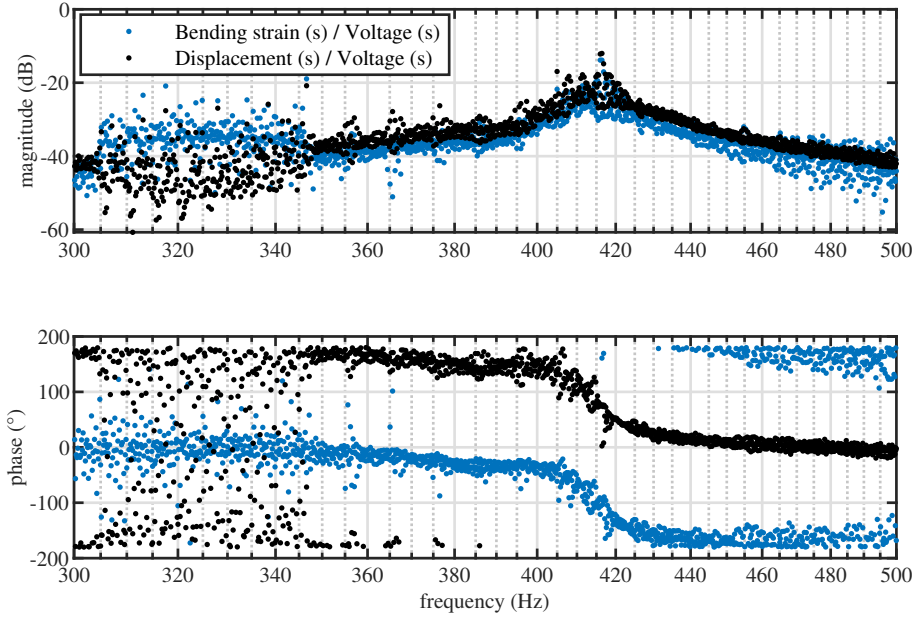 0
-20
-40
-60
magnitude (dB)
Bending strain (s) / Voltage (s)
Displacement (s) / Voltage (s)
300 320 340 360 380 400 420 440 460 480 500
200
100
0
-100
-200
phase (°)
300 320 340 360 380 400 420 440 460 480 500
frequency (Hz)